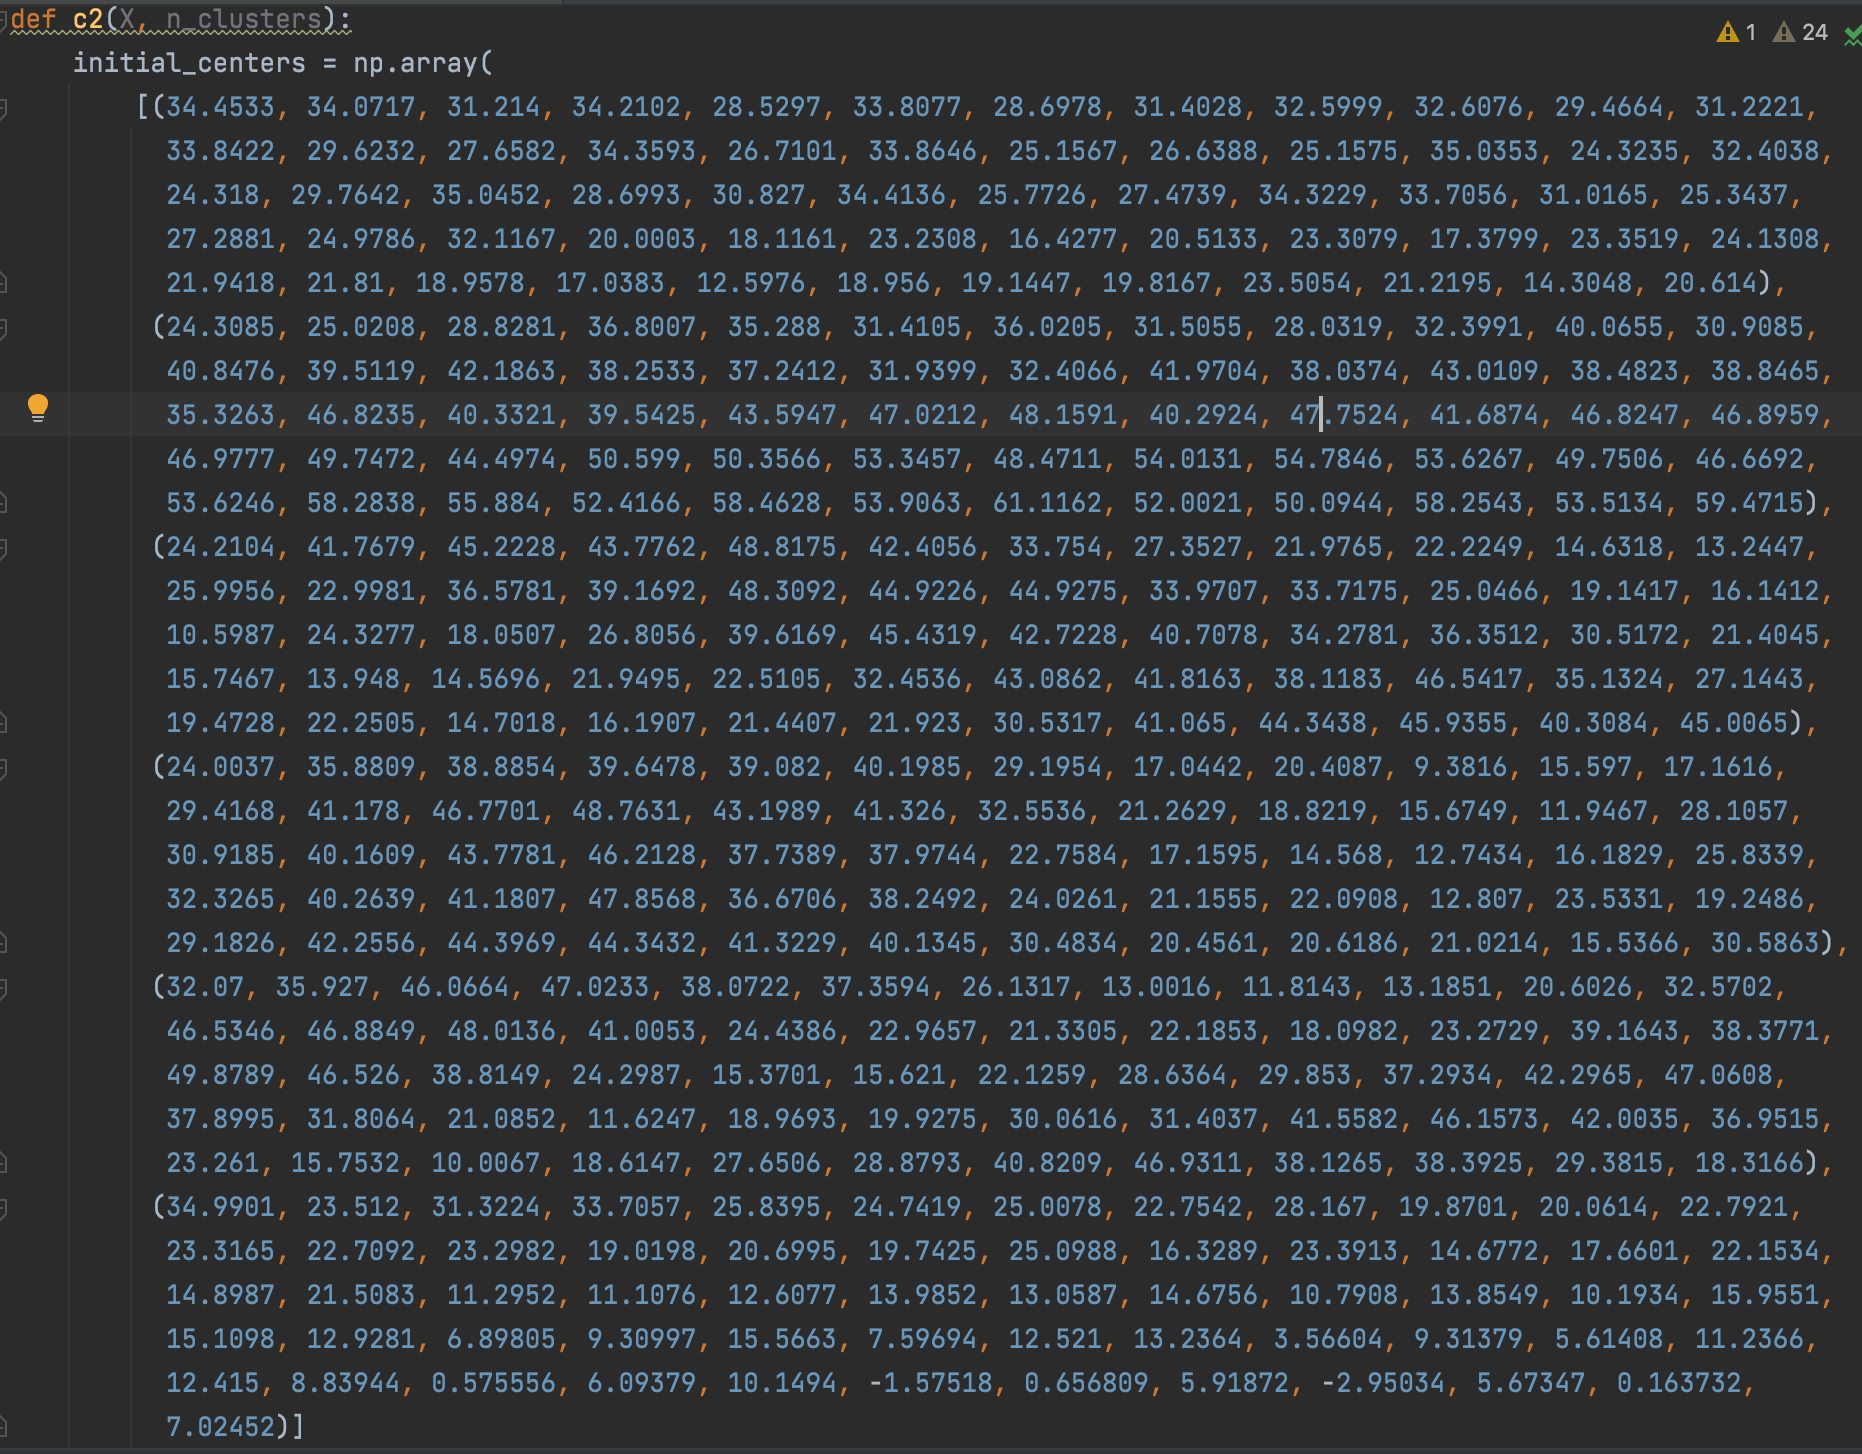 def c2(X, n_clusters):
1 24
initial_centers = np.array(
[(34.4533, 34.0717, 31.214, 34.2102, 28.5297, 33.8077, 28.6978, 31.4028, 32.5999, 32.6076, 29.4664, 31.2221,
33.8422, 29.6232, 27.6582, 34.3593, 26.7101, 33.8646, 25.1567, 26.6388, 25.1575, 35.0353, 24.3235, 32.4038,
24.318, 29.7642, 35.0452, 28.6993, 30.827, 34.4136, 25.7726, 27.4739, 34.3229, 33.7056, 31.0165, 25.3437,
27.2881, 24.9786, 32.1167, 20.0003, 18.1161, 23.2308, 16.4277, 20.5133, 23.3079, 17.3799, 23.3519, 24.1308,
21.9418, 21.81, 18.9578, 17.0383, 12.5976, 18.956, 19.1447, 19.8167, 23.5054, 21.2195, 14.3048, 20.614),
(24.3085, 25.0208, 28.8281, 36.8007, 35.288, 31.4105, 36.0205, 31.5055, 28.0319, 32.3991, 40.0655, 30.9085,
40.8476, 39.5119, 42.1863, 38.2533, 37.2412, 31.9399, 32.4066, 41.9704, 38.0374, 43.0109, 38.4823, 38.8465,
35.3263, 46.8235, 40.3321, 39.5425, 43.5947, 47.0212, 48.1591, 40.2924, 47.7524, 41.6874, 46.8247, 46.8959,
46.9777, 49.7472, 44.4974, 50.599, 50.3566, 53.3457, 48.4711, 54.0131, 54.7846, 53.6267, 49.7506, 46.6692,
53.6246, 58.2838, 55.884, 52.4166, 58.4628, 53.9063, 61.1162, 52.0021, 50.0944, 58.2543, 53.5134, 59.4715),
(24.2104, 41.7679, 45.2228, 43.7762, 48.8175, 42.4056, 33.754, 27.3527, 21.9765, 22.2249, 14.6318, 13.2447,
25.9956, 22.9981, 36.5781, 39.1692, 48.3092, 44.9226, 44.9275, 33.9707, 33.7175, 25.0466, 19.1417, 16.1412,
10.5987, 24.3277, 18.0507, 26.8056, 39.6169, 45.4319, 42.7228, 40.7078, 34.2781, 36.3512, 30.5172, 21.4045,
15.7467, 13.948, 14.5696, 21.9495, 22.5105, 32.4536, 43.0862, 41.8163, 38.1183, 46.5417, 35.1324, 27.1443,
19.4728, 22.2505, 14.7018, 16.1907, 21.4407, 21.923, 30.5317, 41.065, 44.3438, 45.9355, 40.3084, 45.0065),
(24.0037, 35.8809, 38.8854, 39.6478, 39.082, 40.1985, 29.1954, 17.0442, 20.4087, 9.3816, 15.597, 17.1616,
29.4168, 41.178, 46.7701, 48.7631, 43.1989, 41.326, 32.5536, 21.2629, 18.8219, 15.6749, 11.9467, 28.1057,
30.9185, 40.1609, 43.7781, 46.2128, 37.7389, 37.9744, 22.7584, 17.1595, 14.568, 12.7434, 16.1829, 25.8339,
32.3265, 40.2639, 41.1807, 47.8568, 36.6706, 38.2492, 24.0261, 21.1555, 22.0908, 12.807, 23.5331, 19.2486,
29.1826, 42.2556, 44.3969, 44.3432, 41.3229, 40.1345, 30.4834, 20.4561, 20.6186, 21.0214, 15.5366, 30.5863),
(32.07, 35.927, 46.0664, 47.0233, 38.0722, 37.3594, 26.1317, 13.0016, 11.8143, 13.1851, 20.6026, 32.5702,
46.5346, 46.8849, 48.0136, 41.0053, 24.4386, 22.9657, 21.3305, 22.1853, 18.0982, 23.2729, 39.1643, 38.3771,
49.8789, 46.526, 38.8149, 24.2987, 15.3701, 15.621, 22.1259, 28.6364, 29.853, 37.2934, 42.2965, 47.0608,
37.8995, 31.8064, 21.0852, 11.6247, 18.9693, 19.9275, 30.0616, 31.4037, 41.5582, 46.1573, 42.0035, 36.9515,
23.261, 15.7532, 10.0067, 18.6147, 27.6506, 28.8793, 40.8209, 46.9311, 38.1265, 38.3925, 29.3815, 18.3166),
(34.9901, 23.512, 31.3224, 33.7057, 25.8395, 24.7419, 25.0078, 22.7542, 28.167, 19.8701, 20.0614, 22.7921,
23.3165, 22.7092, 23.2982, 19.0198, 20.6995, 19.7425, 25.0988, 16.3289, 23.3913, 14.6772, 17.6601, 22.1534,
14.8987, 21.5083, 11.2952, 11.1076, 12.6077, 13.9852, 13.0587, 14.6756, 10.7908, 13.8549, 10.1934, 15.9551,
15.1098, 12.9281, 6.89805, 9.30997, 15.5663, 7.59694, 12.521, 13.2364, 3.56604, 9.31379, 5.61408, 11.2366,
12.415, 8.83944, 0.575556, 6.09379, 10.1494, -1.57518, 0.656809, 5.91872, -2.95034, 5.67347, 0.163732,
7.02452)]